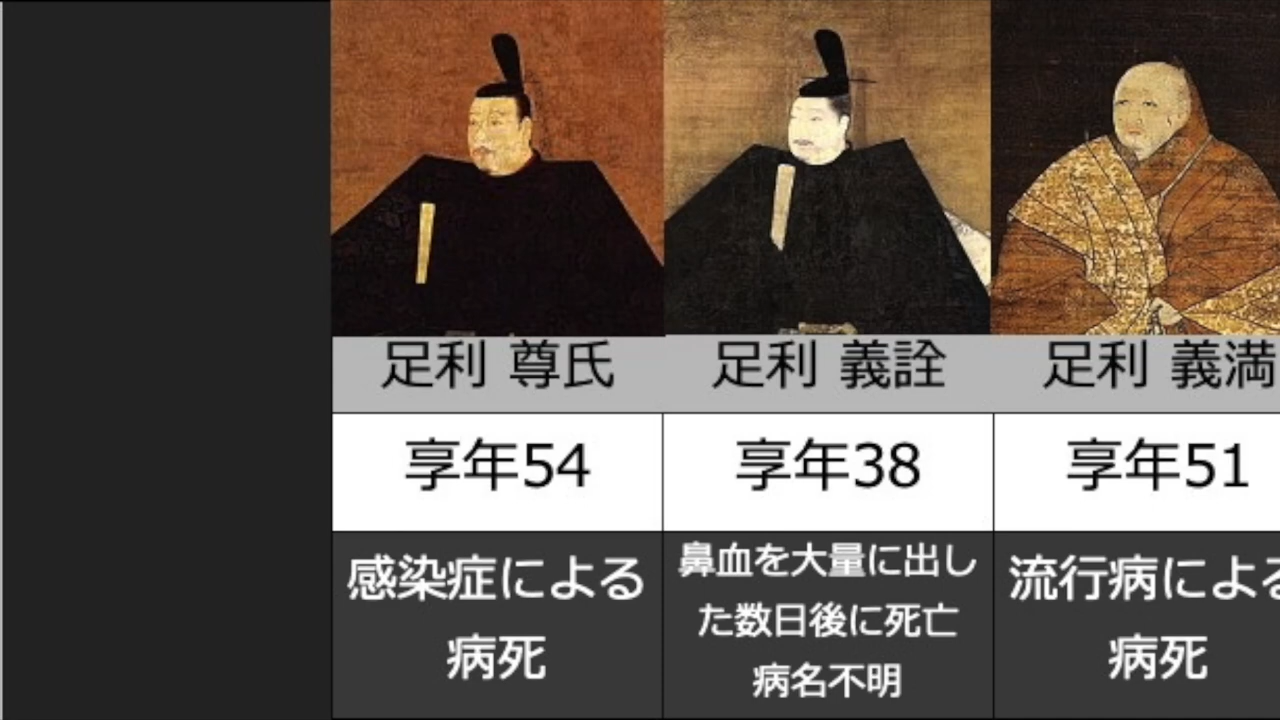 足利 尊氏
足利 義詮
足利 義満
享年54
享年38
享年51
感染症による
病死
鼻血を大量に出し
た数日後に死亡
病名不明
流行病による
病死